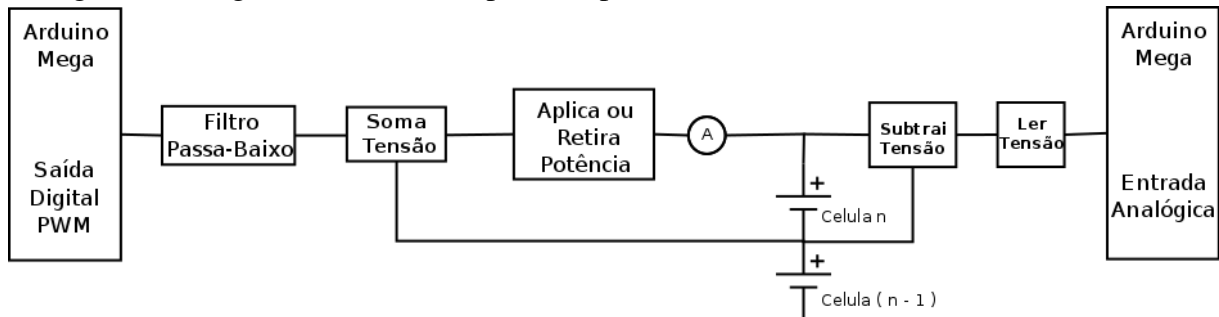 Arduino
Mega
Saída
Digital
PWM
Filtro
Passa-Baixo
Soma
Tensão
Aplica ou
Retira
Potência
A
+
Celula n
+
Celula ( n - 1 )
Subtrai
Tensão
Ler
Tensão
Arduino
Mega
Entrada
Analógica